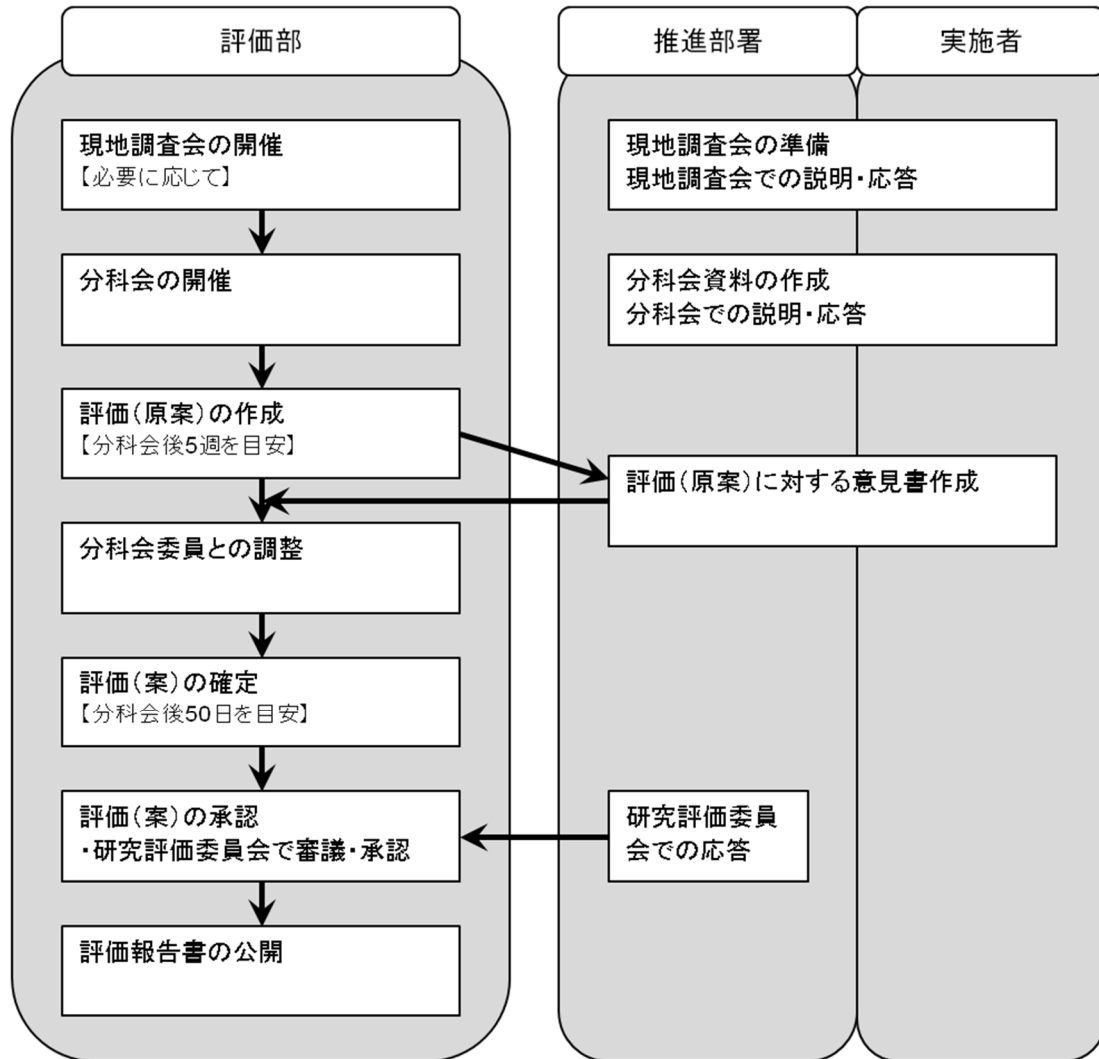 評価部
推進部署
実施者
現地調査会の開催
【必要に応じて】
現地調査会の準備
現地調査会での説明・応答
分科会の開催
分科会資料の作成
分科会での説明・応答
評価(原案)の作成
【分科会後5週を目安】
評価(原案)に対する意見書作成
分科会委員との調整
評価(案)の確定
【分科会後50日を目安】
評価(案)の承認
・研究評価委員会で審議・承認
研究評価委員
会での応答
評価報告書の公開